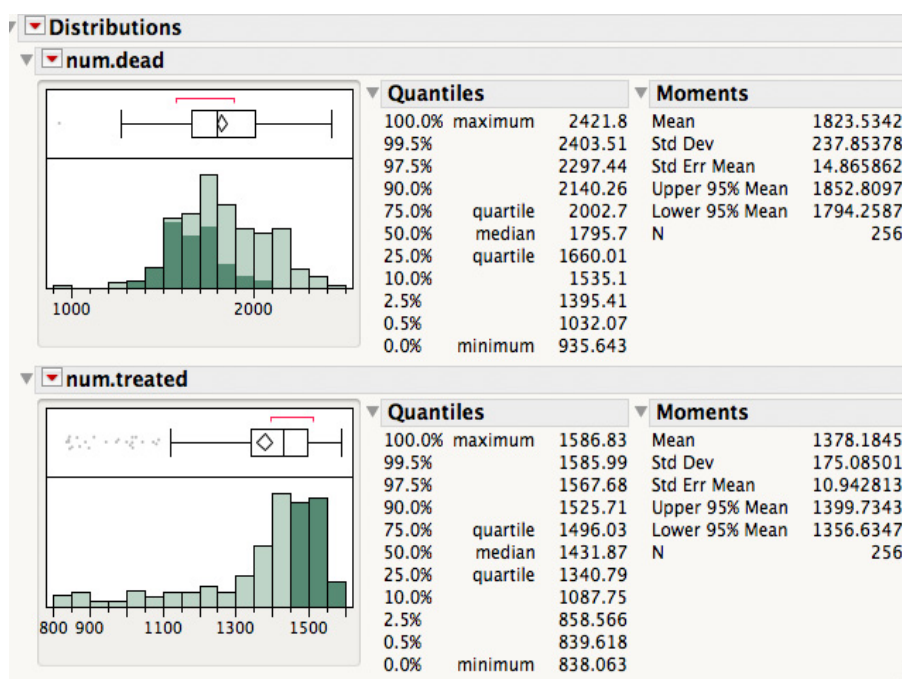 Distributions
num.dead
1000 2000
Quantiles
100.0% maximum 2421.8
99.5% 2403.51
97.5% 2297.44
90.0% 2140.26
75.0% quartile 2002.7
50.0% median 1795.7
25.0% quartile 1660.01
10.0% 1535.1
2.5% 1395.41
0.5% 1032.07
0.0% minimum 935.643
Moments
Mean 1823.5342
Std Dev 237.85378
Std Err Mean 14.865862
Upper 95% Mean 1852.8097
Lower 95% Mean 1794.2587
N 256
num.treated
800 900 1100 1300 1500
Quantiles
100.0% maximum 1586.83
99.5% 1585.99
97.5% 1567.68
90.0% 1525.71
75.0% quartile 1496.03
50.0% median 1431.87
25.0% quartile 1340.79
10.0% 1087.75
2.5% 858.566
0.5% 839.618
0.0% minimum 838.063
Moments
Mean 1378.1845
Std Dev 175.08501
Std Err Mean 10.942813
Upper 95% Mean 1399.7343
Lower 95% Mean 1356.6347
N 256